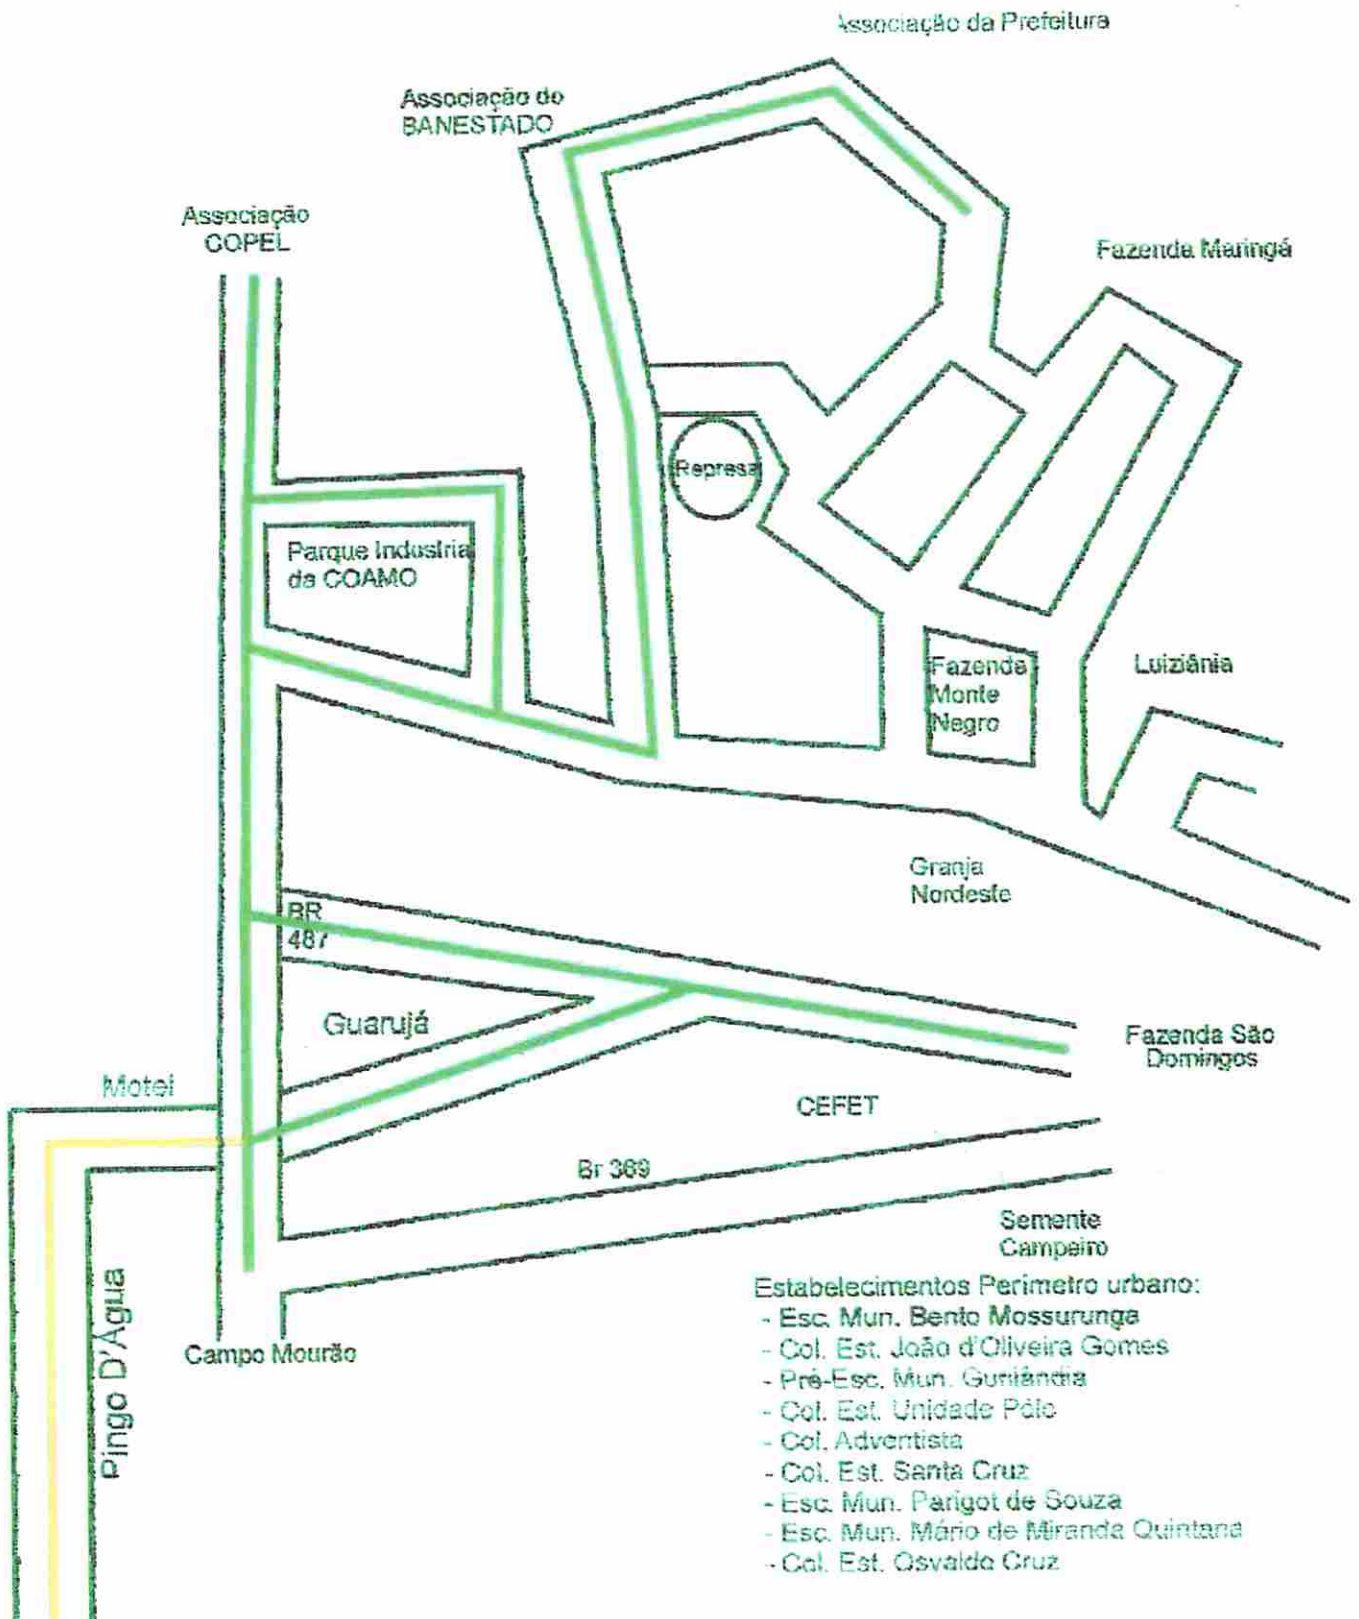 Associação da Prefeitura
Associação do
BANESTADO
Associação
COPEL
Fazenda Maringá
Represa
Parque Industria
da COAMO
Fazenda
Monte
Negro
Luiziânia
Granja
Nordeste
BR
487
Guarujá
Fazenda São
Domingos
Motel
CEFET
Br 369
Semente
Campeiro
Pingo D'Água
Campo Mourão
Estabelecimentos Perímetro urbano:
- Esc. Mun. Bento Mossurunga
- Col. Est. João d'Oliveira Gomes
- Pré-Esc. Mun. Gunlândia
- Col. Est. Unidade Pólo
- Col. Adventista
- Col. Est. Santa Cruz
- Esc. Mun. Parigot de Souza
- Esc. Mun. Mário de Miranda Quintana
- Col. Est. Osvaldo Cruz